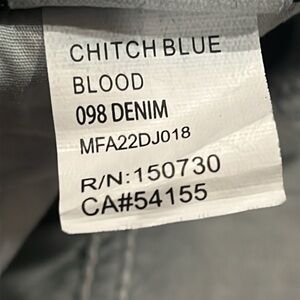 CHITCH BLUE
BLOOD
098 DENIM
MFA22DJ018
R/N:150730
CA#54155